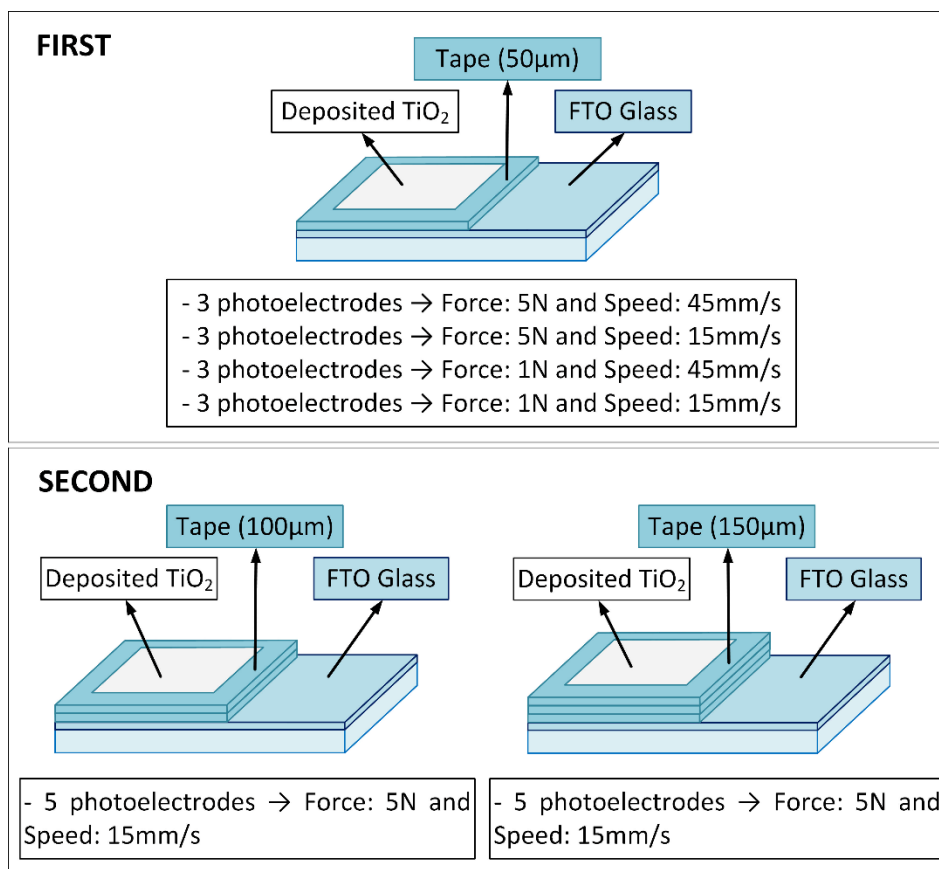 FIRST
Tape (50µm)
Deposited TiO₂
FTO Glass
- 3 photoelectrodes → Force: 5N and Speed: 45mm/s
- 3 photoelectrodes → Force: 5N and Speed: 15mm/s
- 3 photoelectrodes → Force: 1N and Speed: 45mm/s
- 3 photoelectrodes → Force: 1N and Speed: 15mm/s
SECOND
Tape (100µm)
Deposited TiO₂
FTO Glass
- 5 photoelectrodes → Force: 5N and
Speed: 15mm/s
Tape (150µm)
Deposited TiO₂
FTO Glass
- 5 photoelectrodes → Force: 5N and
Speed: 15mm/s